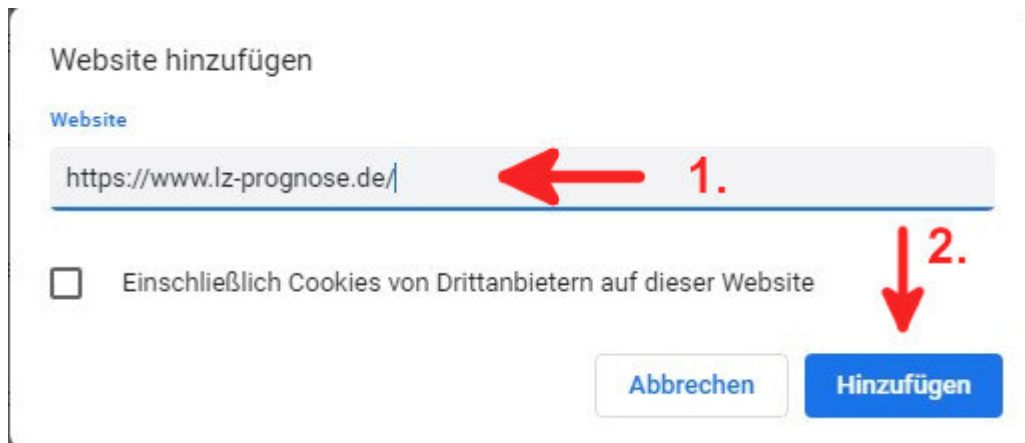 Website hinzufügen
Website
https://www.lz-prognose.de/
1.
2.
Einschließlich Cookies von Drittanbietern auf dieser Website
Abbrechen
Hinzufügen